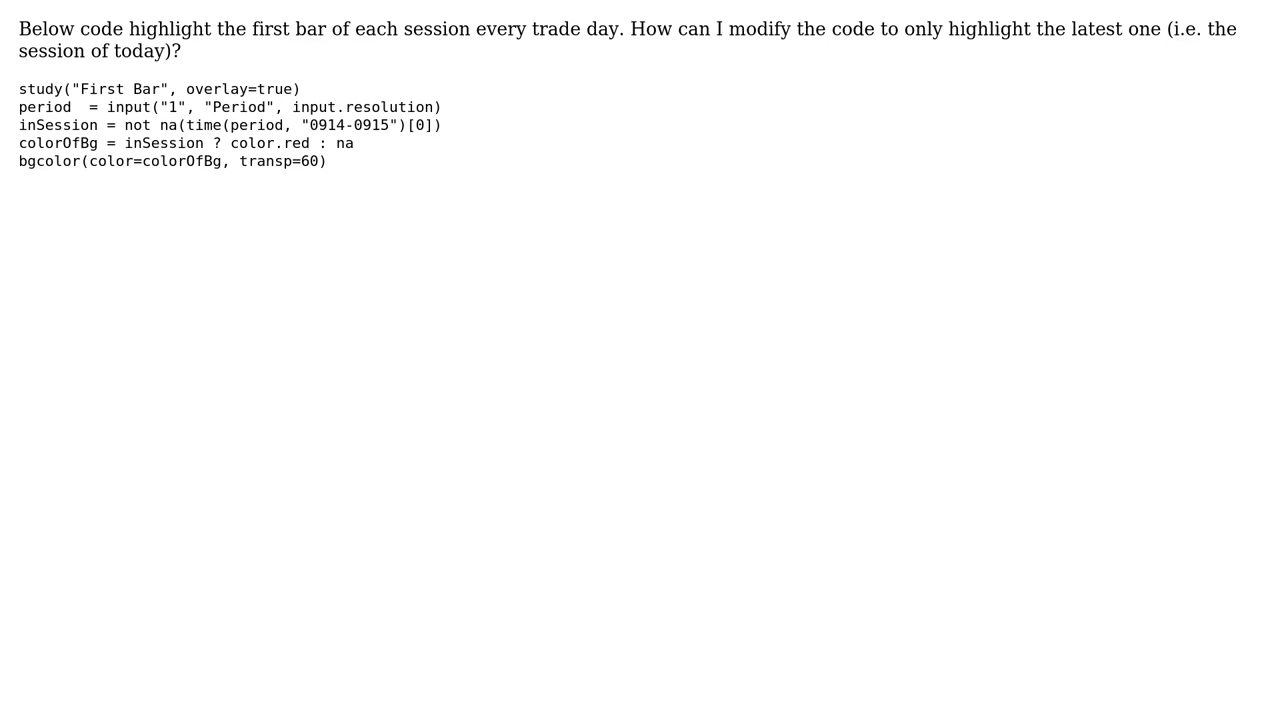 Below code highlight the first bar of each session every trade day. How can I modify the code to only highlight the latest one (i.e. the
session of today)?
study("First Bar", overlay=true)
period  = input("1", "Period", input.resolution)
inSession = not na(time(period, "0914-0915")[0])
colorOfBg = inSession ? color.red : na
bgcolor(color=colorOfBg, transp=60)